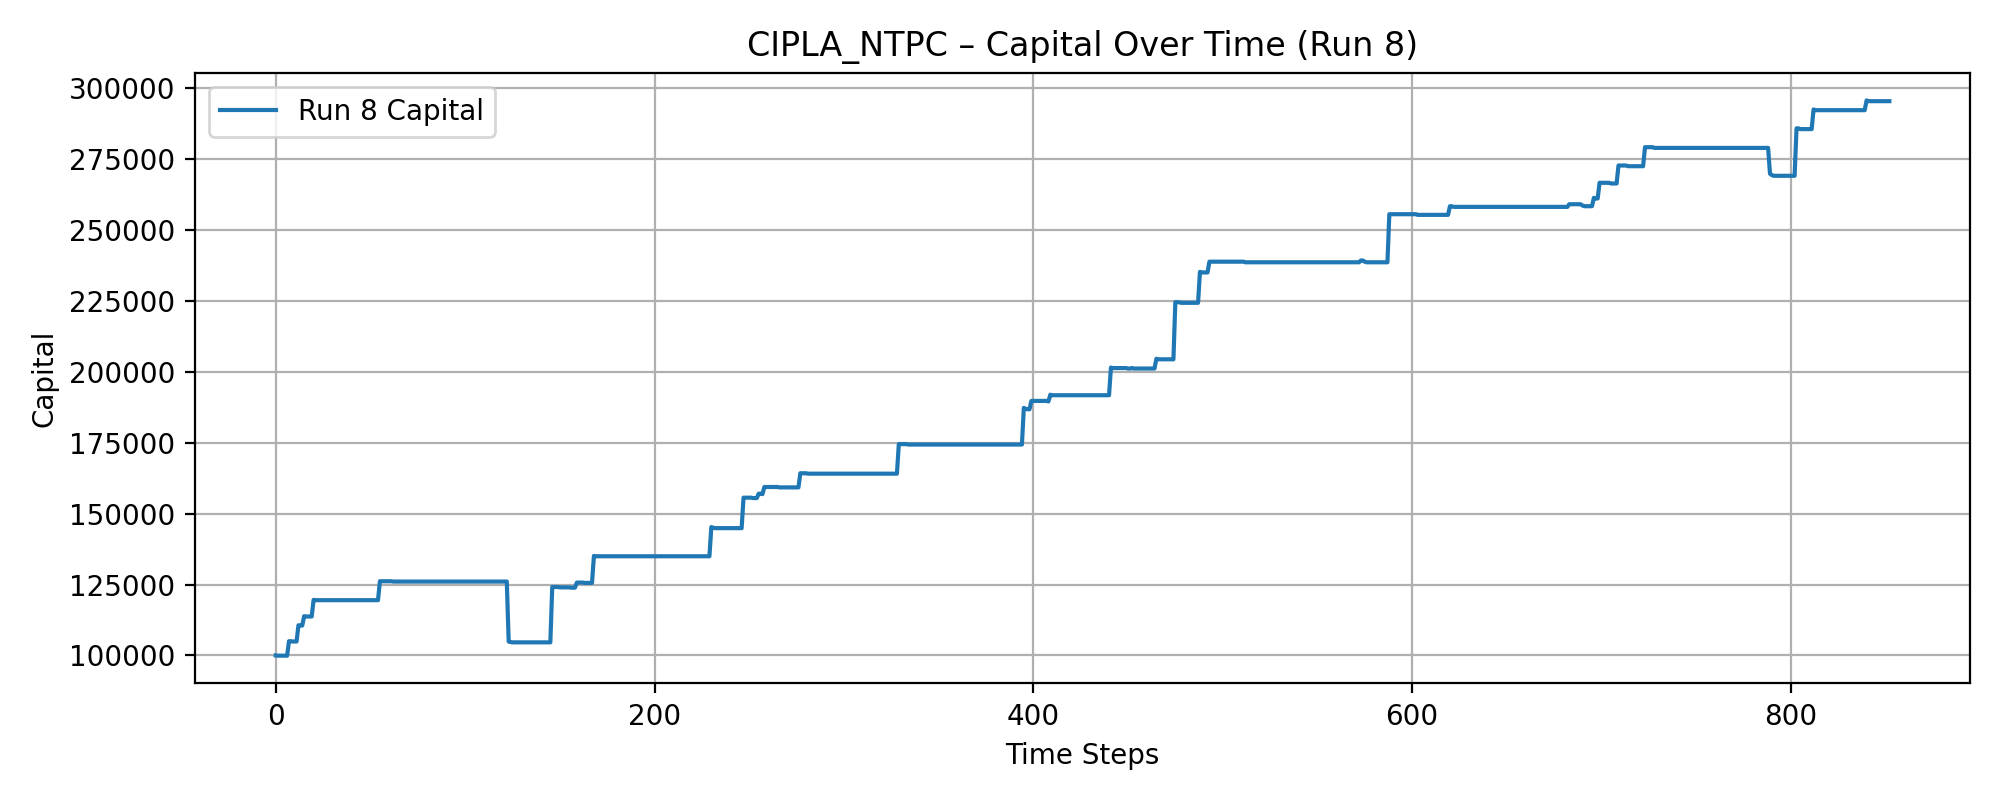 CIPLA_NTPC – Capital Over Time (Run 8)
Run 8 Capital
Capital
300000
275000
250000
225000
200000
175000
150000
125000
100000
0 200 400 600 800
Time Steps